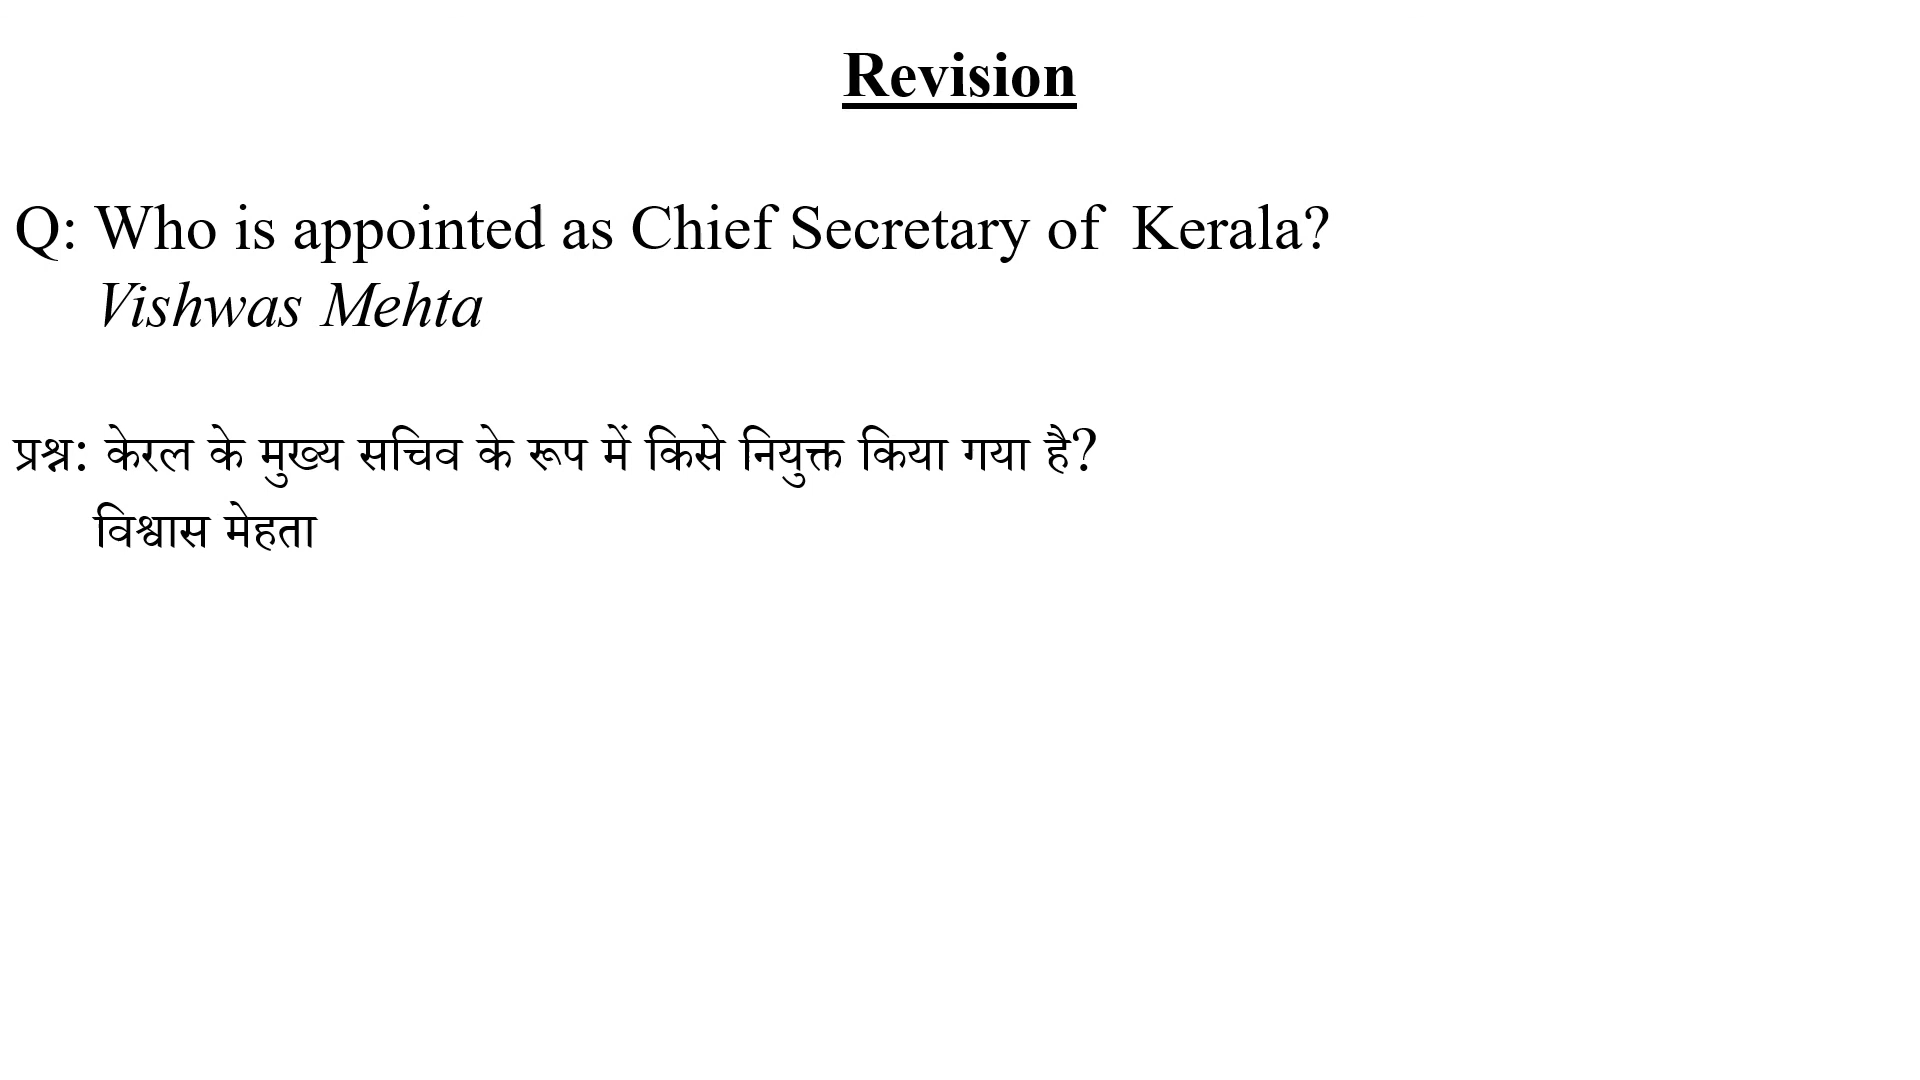 Revision
Q: Who is appointed as Chief Secretary of  Kerala?
Vishwas Mehta
प्रश्न: केरल के मुख्य सचिव के रूप में किसे नियुक्त किया गया है?
विश्वास मेहता